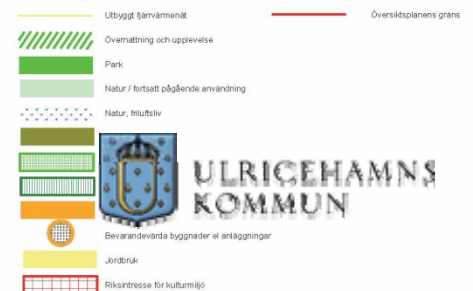 Utbyggt fjärrvärmenät
Översiktsplanens gräns
Övernattning och upplevelse
Park
Natur / fortsatt pågående användning
Natur, friluftsliv
ULRICEHAMNS
KOMMUN
Bevarandevärda byggnader el anläggningar
Jordbruk
Riksintresse för kulturmiljö